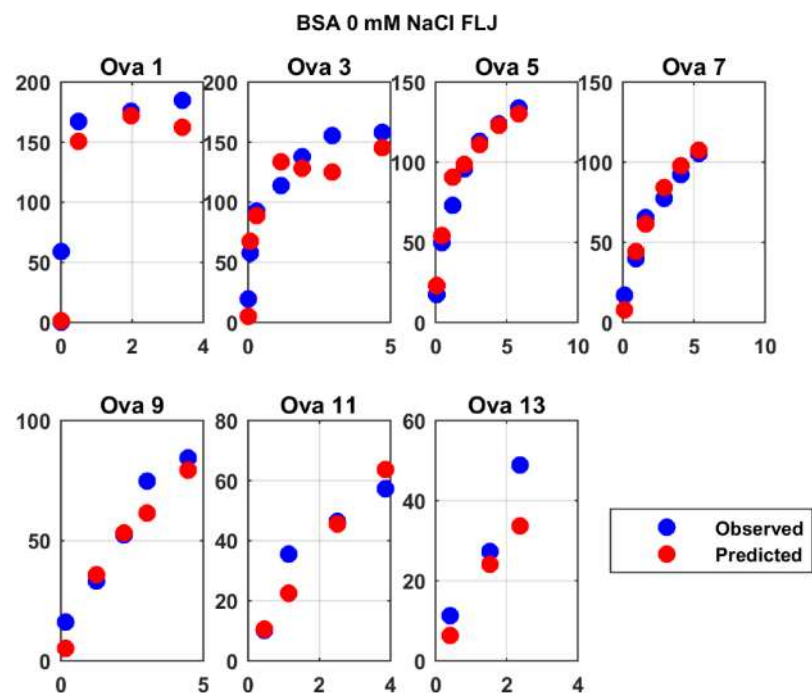 BSA 0 mM NaCl FLJ
Ova 1 Ova 3 Ova 5 Ova 7
200 200 150 150
150 150 100 100
100 100
50 50
50 50
0 0 0 0
0 2 4 0 5 0 5 10 0 5 10
Ova 9 Ova 11 Ova 13
100 80 60
60 40
50 40
20 20
0 0 0
0 5 0 2 4 0 2 4
Observed
Predicted